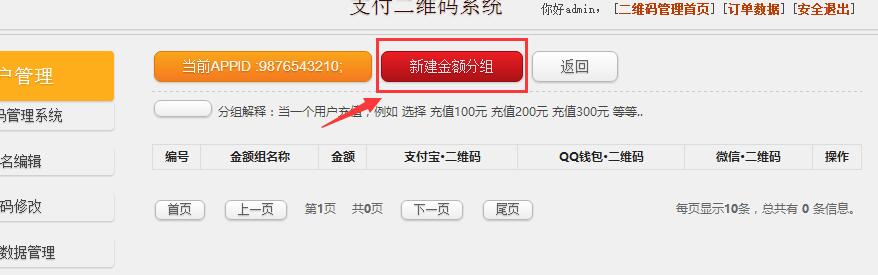 支付二维码系统
你好admin， [二维码管理首页] [订单数据] [安全退出]
户管理
当前APPID :9876543210;
新建金额分组
返回
码管理系统
分组解释：当一个用户充值，例如 选择 充值100元 充值200元 充值300元 等等..
名编辑
编号 金额组名称 金额 支付宝•二维码 QQ钱包•二维码 微信•二维码 操作
码修改
首页 上一页 第1页 共0页 下一页 尾页 每页显示10条，总共有 0 条信息。
数据管理